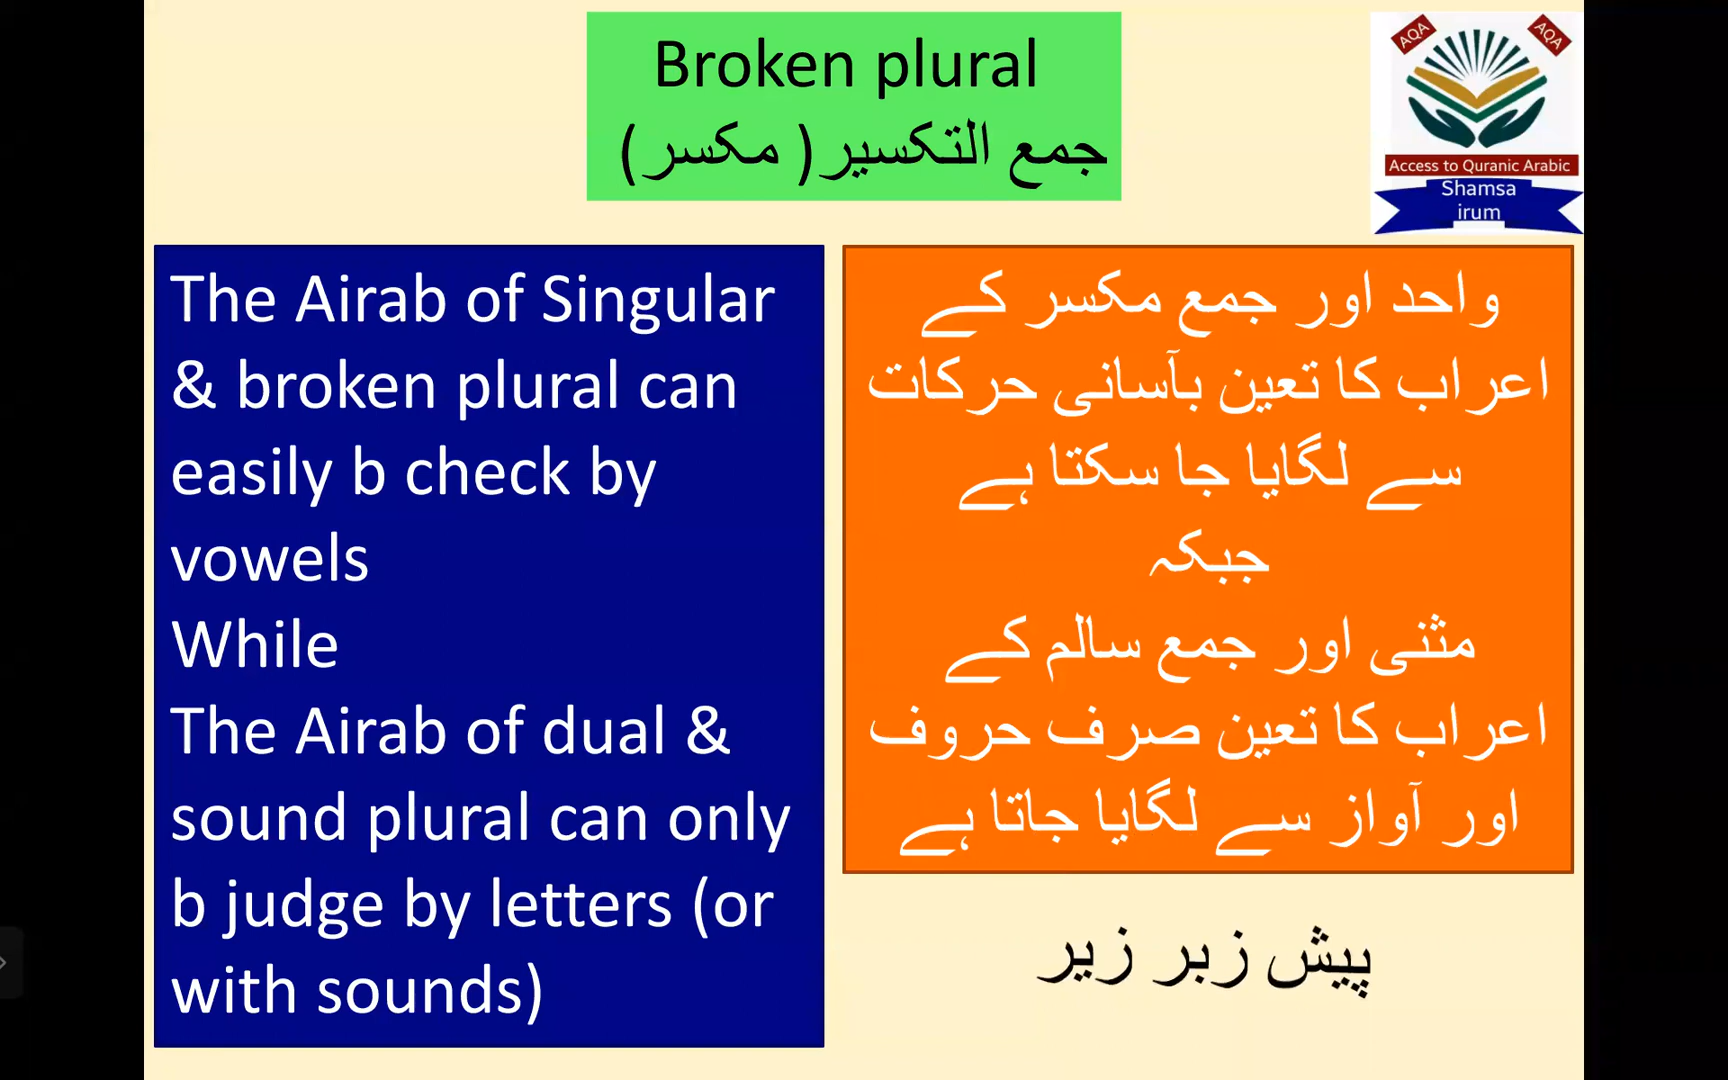 Broken plural
جمع التكسير( مكسر)
AQA
AQA
Access to Quranic Arabic
Shamsa
irum
The Airab of Singular
& broken plural can
easily b check by
vowels
While
The Airab of dual &
sound plural can only
b judge by letters (or
with sounds)
واحد اور جمع مکسر کے
اعراب کا تعین بآسانی حرکات
سے لگایا جا سکتا ہے
جبکہ
مثنی اور جمع سالم کے
اعراب کا تعین صرف حروف
اور آواز سے لگایا جاتا ہے
پیش زبر زیر